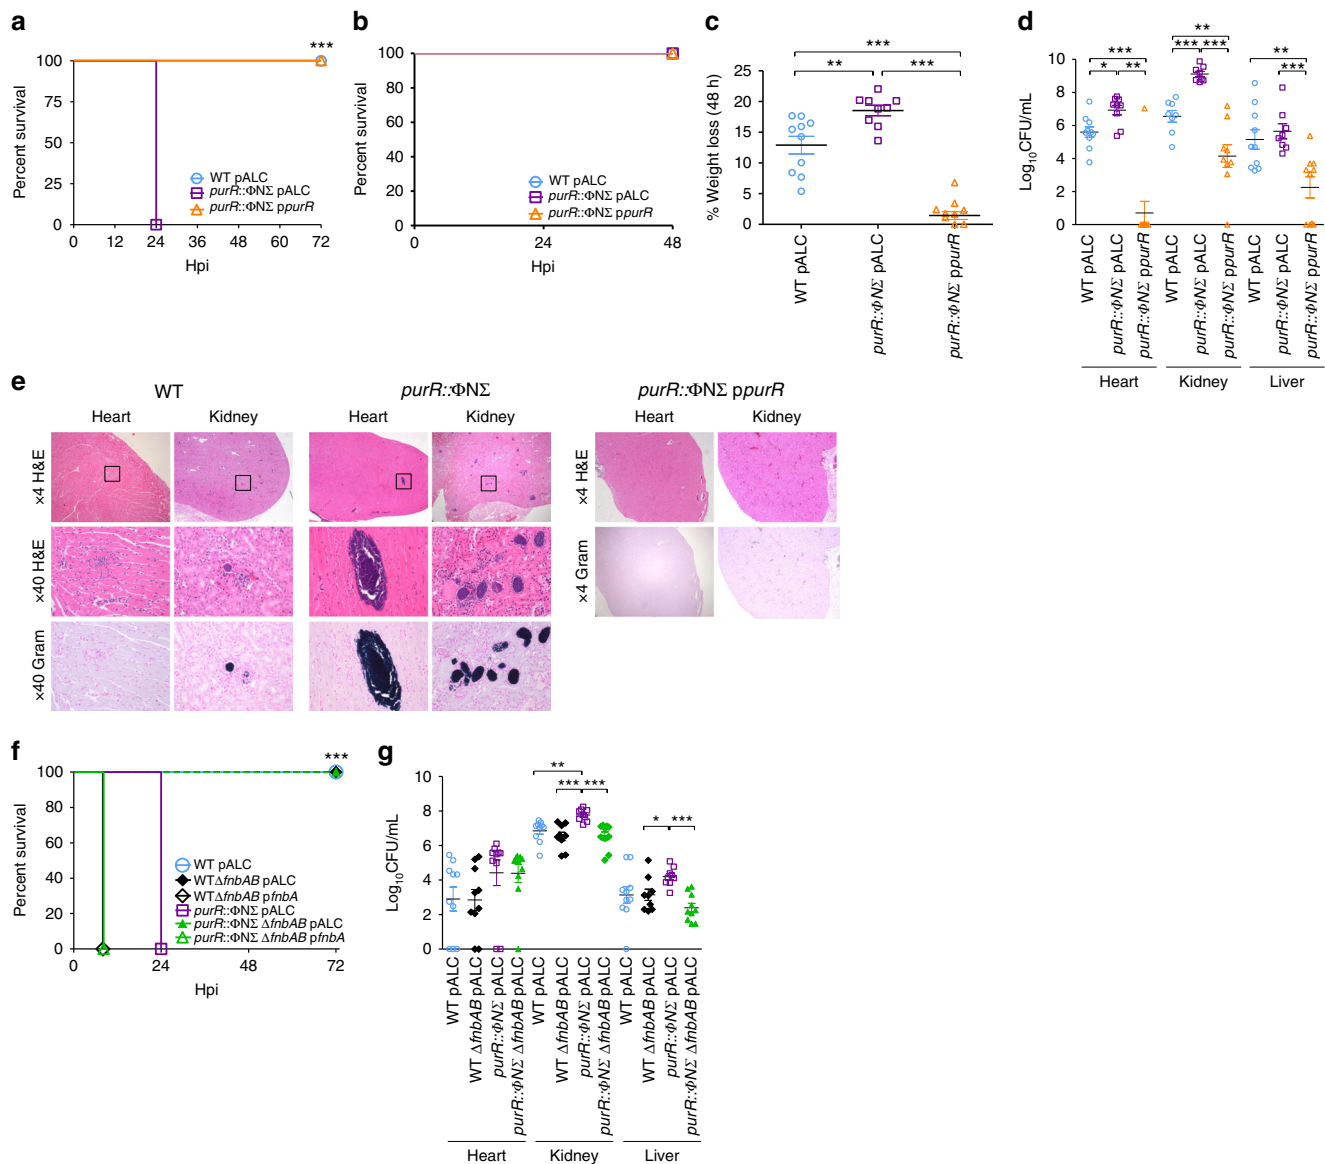 a
***
Percent survival
100
80
60
40
20
0
0 12 24 36 48 60 72
Hpi
WT pALC
purR::ΦNΣ pALC
purR::ΦNΣ ppurR
b
Percent survival
100
80
60
40
20
0
0 24 48
Hpi
WT pALC
purR::ΦNΣ pALC
purR::ΦNΣ ppurR
c
***
** ***
% Weight loss (48 h)
25
20
15
10
5
0
WT pALC
purR::ΦNΣ pALC
purR::ΦNΣ ppurR
d
** 
*** *** *** **
* ** ***
Log10CFU/mL
10
8
6
4
2
0
WT pALC
purR::ΦNΣ pALC
purR::ΦNΣ ppurR
WT pALC
purR::ΦNΣ pALC
purR::ΦNΣ ppurR
WT pALC
purR::ΦNΣ pALC
purR::ΦNΣ ppurR
Heart Kidney Liver
e
WT purR::ΦNΣ purR::ΦNΣ ppurR
Heart Kidney Heart Kidney Heart Kidney
×4 H&E
×40 H&E
×40 Gram
×4 H&E
×4 Gram
f
***
Percent survival
100
80
60
40
20
0
0 24 48 72
Hpi
WT pALC
WTΔfnbAB pALC
WTΔfnbAB pfnbA
purR::ΦNΣ pALC
purR::ΦNΣ ΔfnbAB pALC
purR::ΦNΣ ΔfnbAB pfnbA
g
**
*** ***
* ***
Log10CFU/mL
10
8
6
4
2
0
WT pALC
WT ΔfnbAB pALC
purR::ΦNΣ pALC
purR::ΦNΣ ΔfnbAB pALC
WT pALC
WT ΔfnbAB pALC
purR::ΦNΣ pALC
purR::ΦNΣ ΔfnbAB pALC
WT pALC
WT ΔfnbAB pALC
purR::ΦNΣ pALC
purR::ΦNΣ ΔfnbAB pALC
Heart Kidney Liver